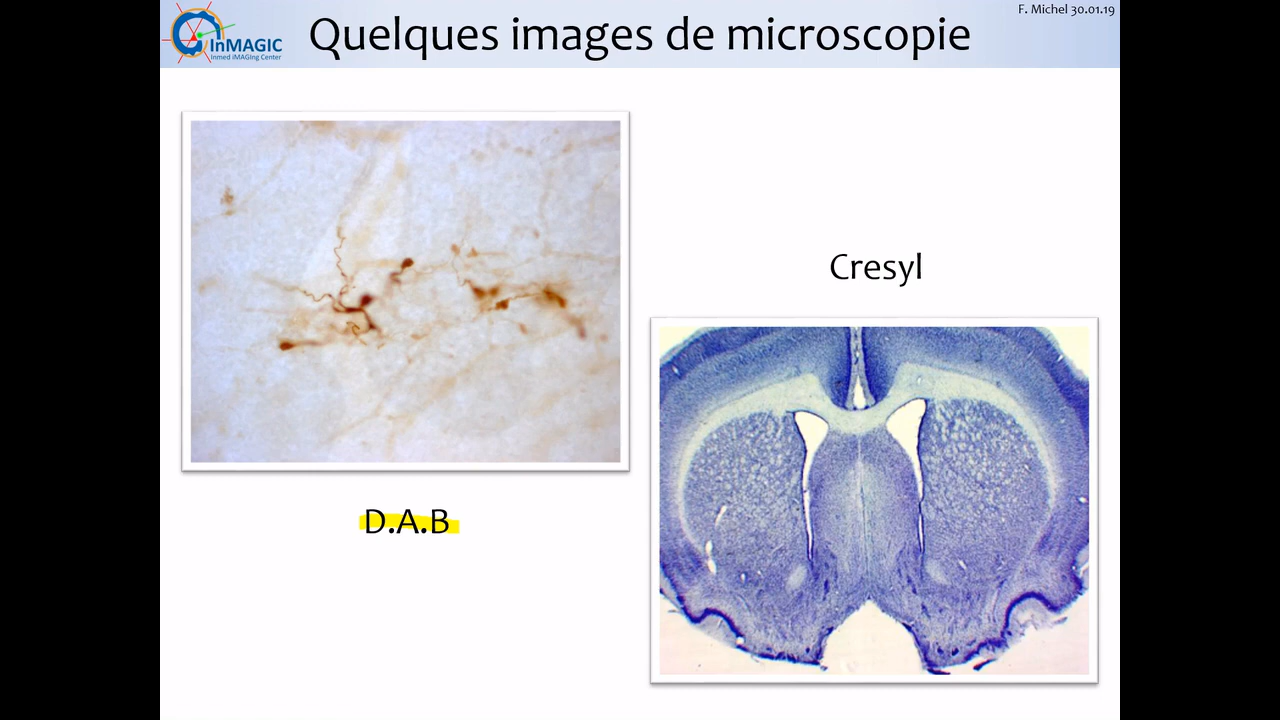 F. Michel 30.01.19
InMAGIC
Inmed iMAGing Center
Quelques images de microscopie
Cresyl
D.A.B